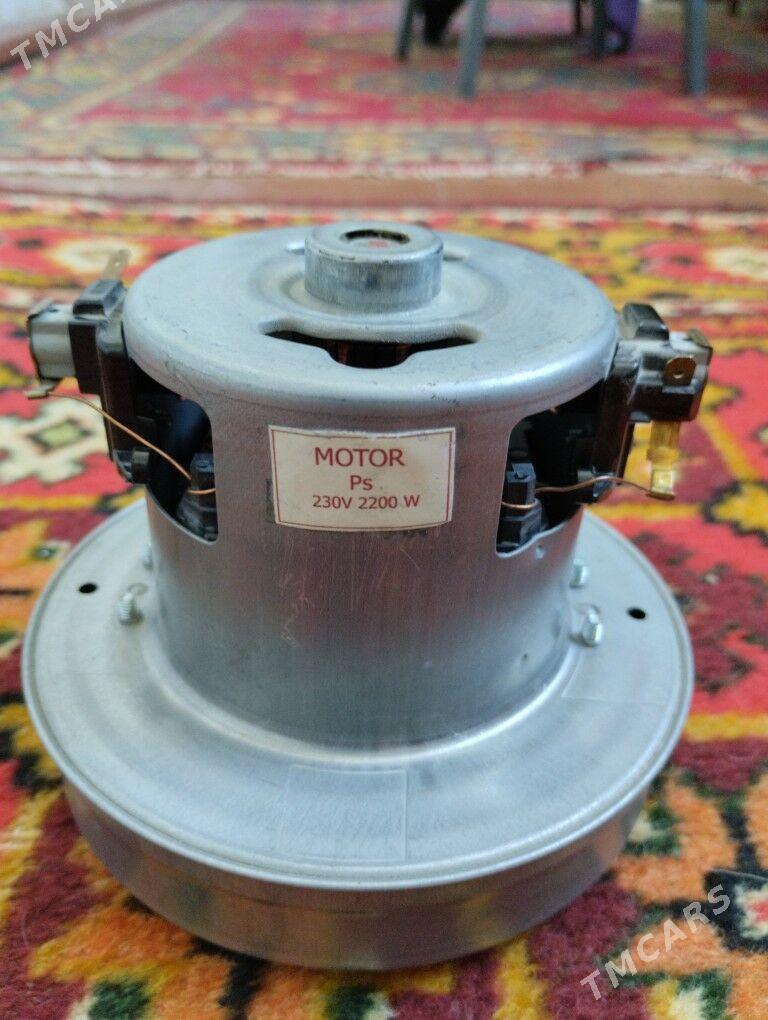 TMCARS
MOTOR
Ps
230V 2200 W
TMCARS